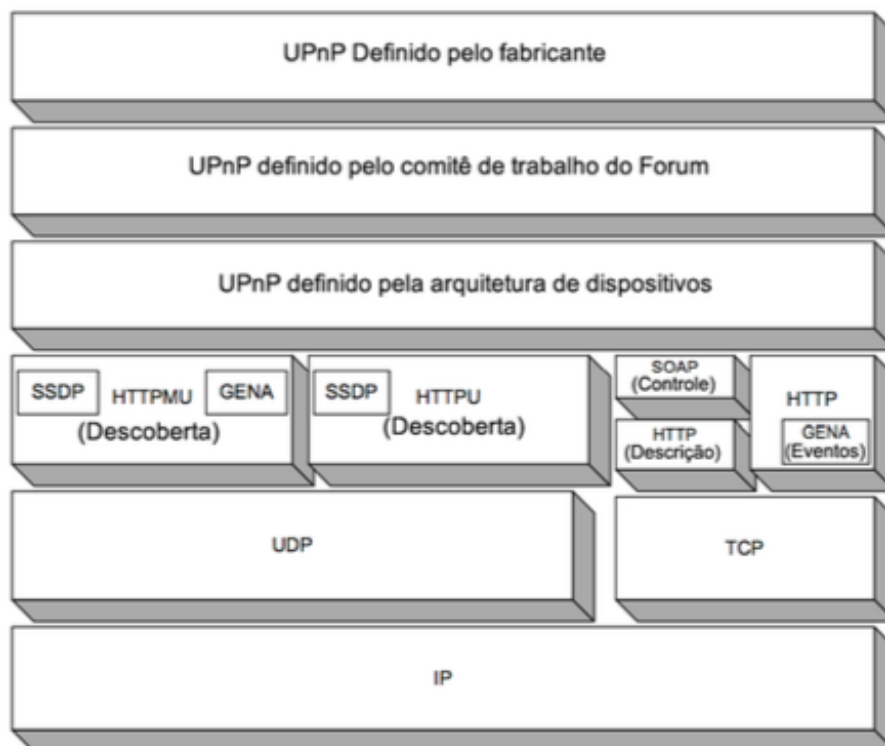 UPnP Definido pelo fabricante
UPnP definido pelo comitê de trabalho do Forum
UPnP definido pela arquitetura de dispositivos
SSDP HTTPMU GENA
(Descoberta)
SSDP HTTPU
(Descoberta)
SOAP
(Controle)
HTTP
(Descrição)
HTTP
GENA
(Eventos)
UDP
TCP
IP